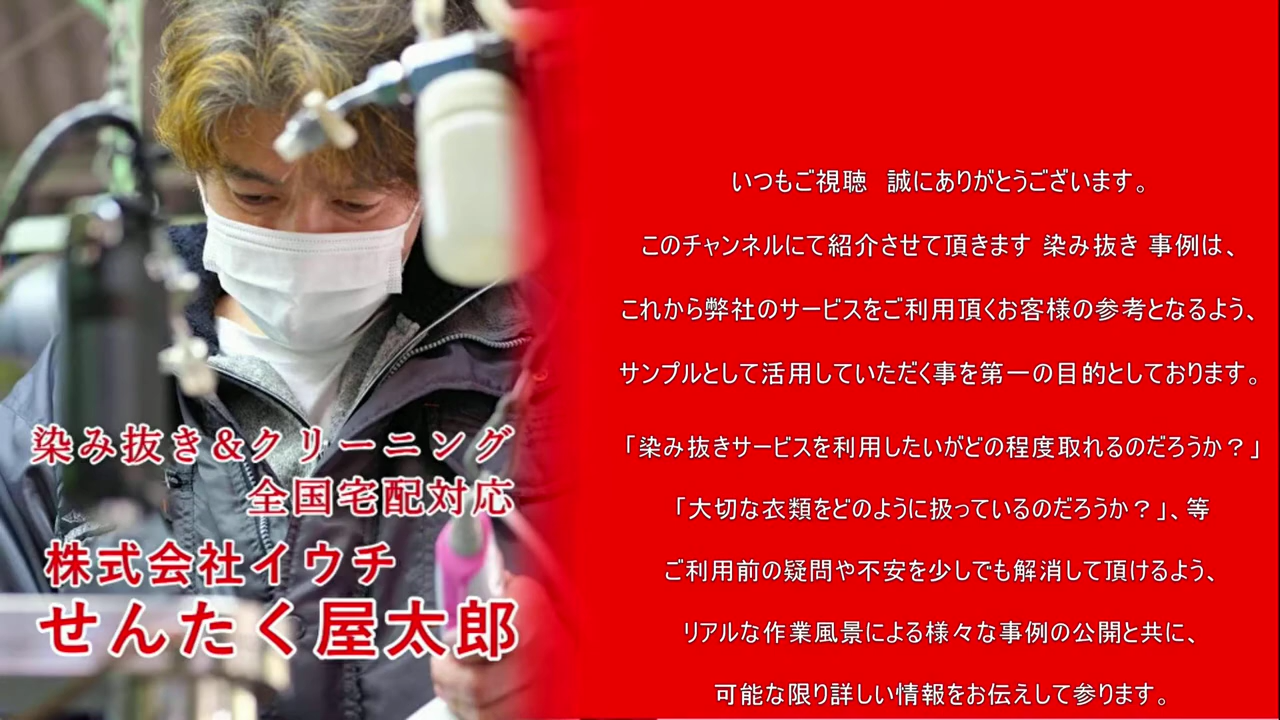 染み抜き&クリーニング
全国宅配対応
株式会社イウチ
せんたく屋太郎
いつもご視聴 誠にありがとうございます。
このチャンネルにて紹介させて頂きます 染み抜き 事例は、
これから弊社のサービスをご利用頂くお客様の参考となるよう、
サンプルとして活用していただく事を第一の目的としております。
「染み抜きサービスを利用したいがどの程度取れるのだろうか？」
「大切な衣類をどのように扱っているのだろうか？」、等
ご利用前の疑問や不安を少しでも解消して頂けるよう、
リアルな作業風景による様々な事例の公開と共に、
可能な限り詳しい情報をお伝えして参ります。